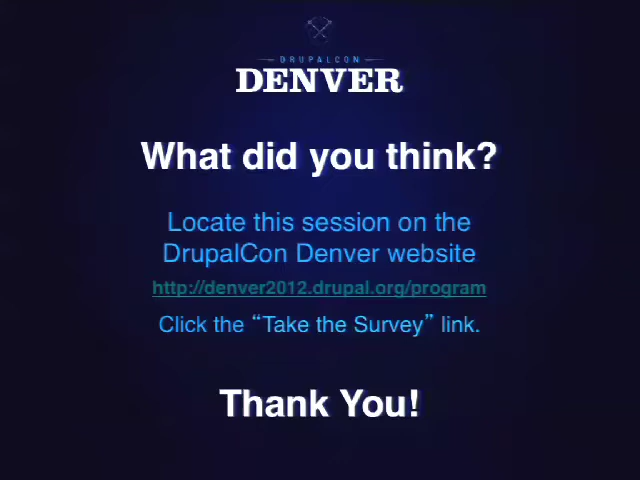 DRUPALCON
DENVER
What did you think?
Locate this session on the
DrupalCon Denver website
http://denver2012.drupal.org/program
Click the “Take the Survey” link.
Thank You!